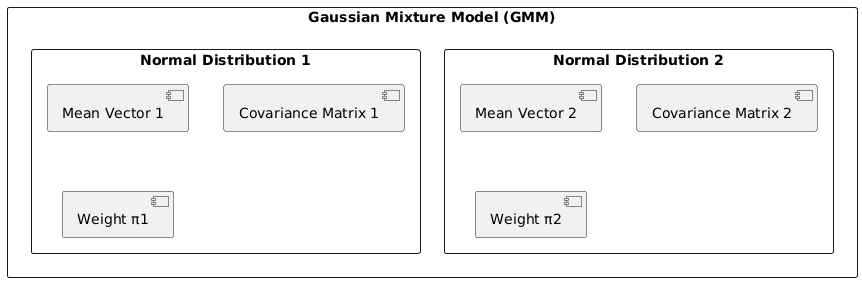 Gaussian Mixture Model (GMM)
Normal Distribution 1
Mean Vector 1
Covariance Matrix 1
Weight π1
Normal Distribution 2
Mean Vector 2
Covariance Matrix 2
Weight π2